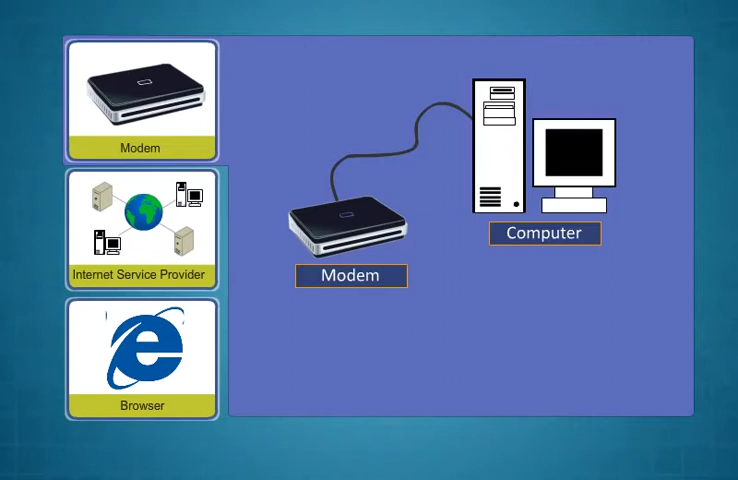 Modem
Internet Service Provider
Browser
Computer
Modem